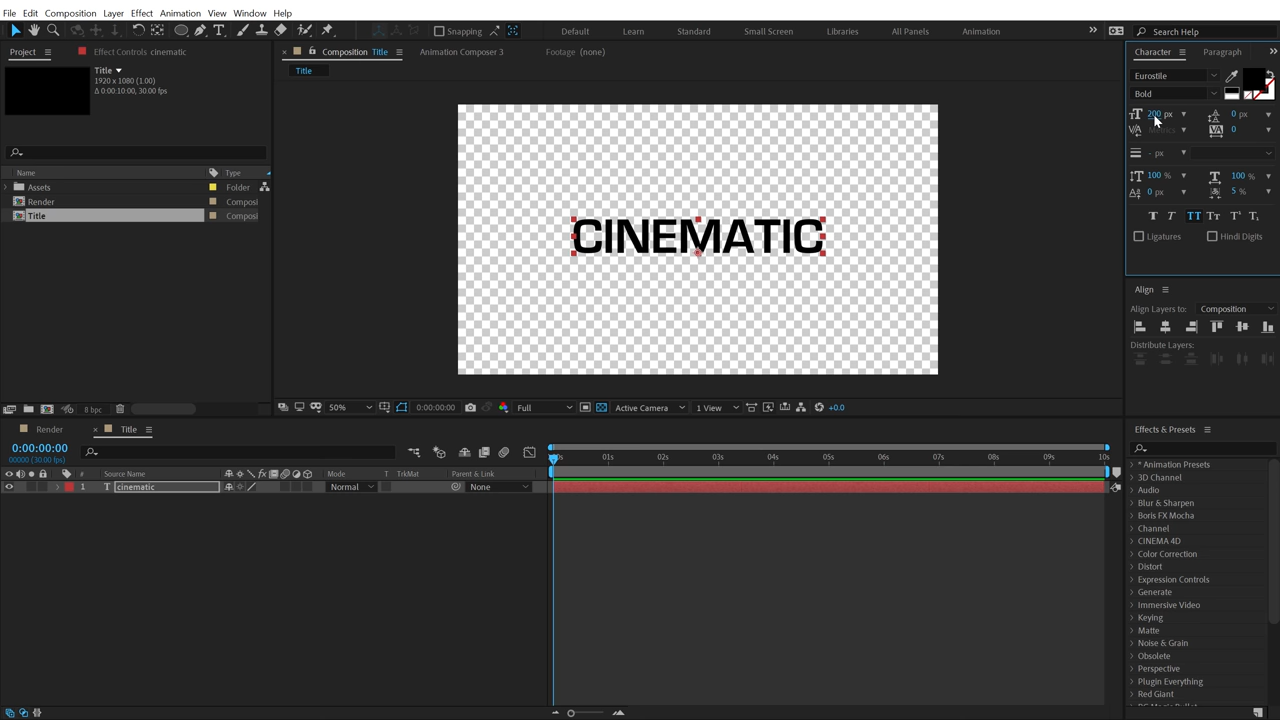 File Edit Composition Layer Effect Animation View Window Help
Snapping Default Learn Standard Small Screen Libraries All Panels Animation Search Help
Project Effect Controls cinematic
Title
1920 x 1080 (1.00)
Δ 0:00:10:00, 30.00 fps
Name Type
Assets Folder
Render Composi
Title Composi
8 bpc
Composition Title Animation Composer 3 Footage (none)
Title
CINEMATIC
50% 0:00:00:00 Full Active Camera 1 View +0.0
Character Paragraph
Eurostile
Bold
200 px 0 px
Metrics 0
- px
100 % 100 %
0 px 5 %
T T TT TT T¹ T₁
Ligatures Hindi Digits
Align
Align Layers to: Composition
Distribute Layers:
Render Title
0:00:00:00
00000 (30.00 fps)
# Source Name Mode T TrkMat Parent & Link
1 T cinematic Normal None
01s 02s 03s 04s 05s 06s 07s 08s 09s 10s
Effects & Presets
* Animation Presets
3D Channel
Audio
Blur & Sharpen
Boris FX Mocha
Channel
CINEMA 4D
Color Correction
Distort
Expression Controls
Generate
Immersive Video
Keying
Matte
Noise & Grain
Obsolete
Perspective
Plugin Everything
Red Giant